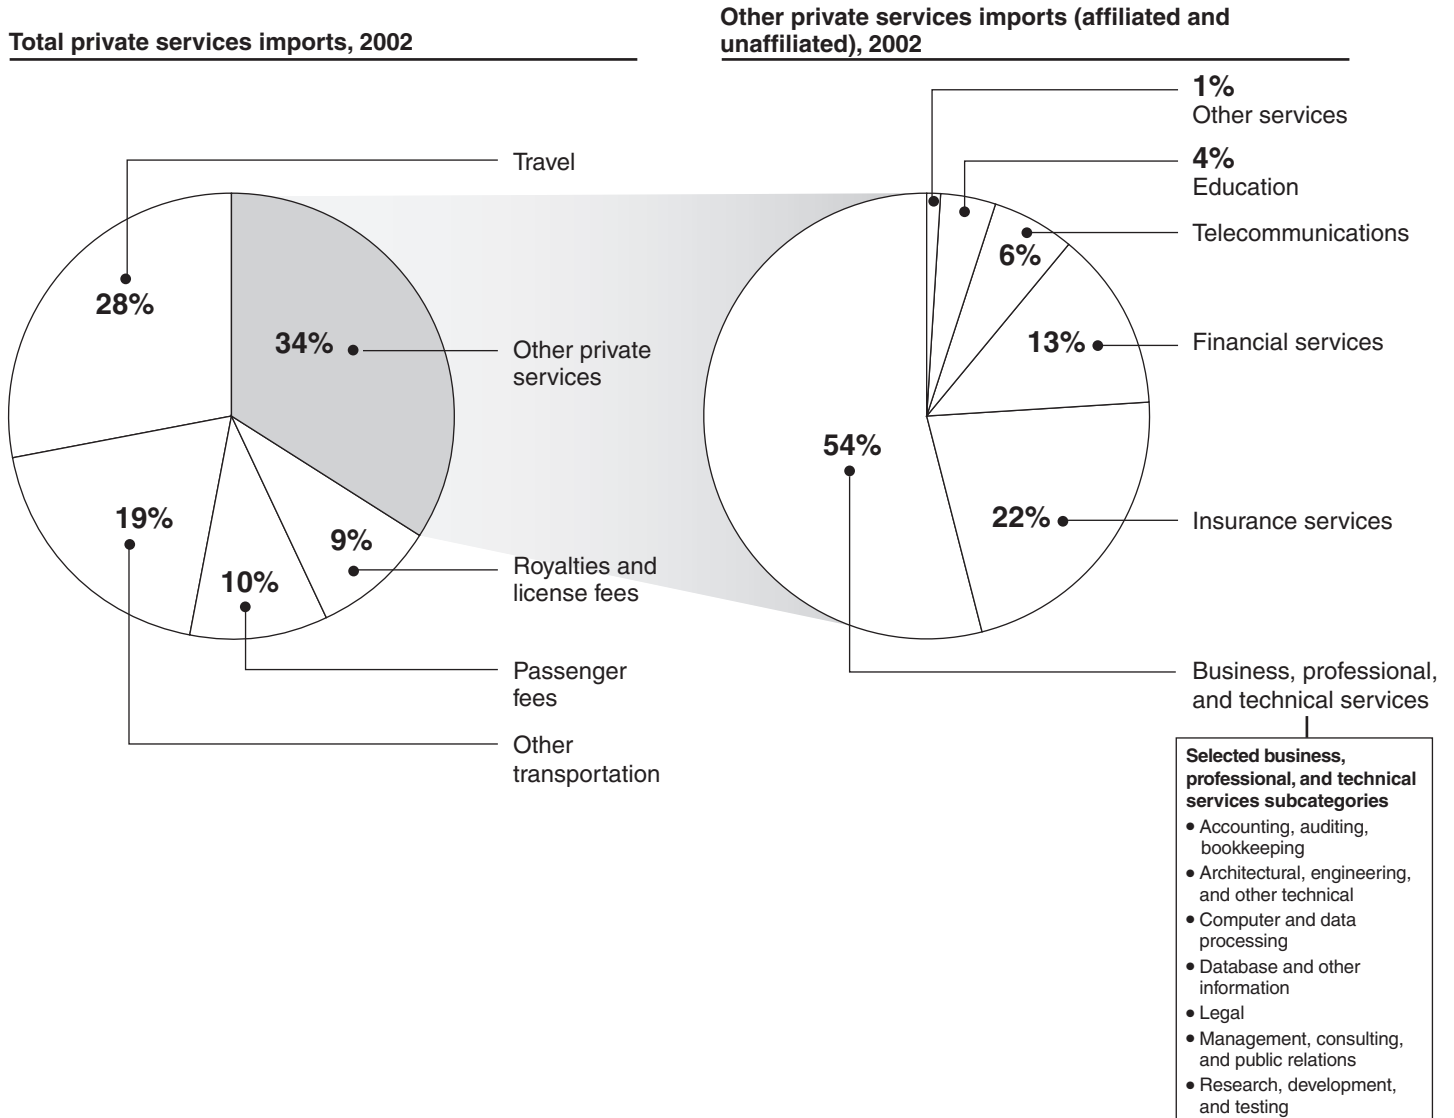 Total private services imports, 2002
Other private services imports (affiliated and
unaffiliated), 2002
Travel
28%
34%
Other private
services
19%
10%
9%
Royalties and
license fees
Passenger
fees
Other
transportation
1%
Other services
4%
Education
Telecommunications
6%
13%
Financial services
54%
22%
Insurance services
Business, professional,
and technical services
Selected business,
professional, and technical
services subcategories
• Accounting, auditing,
bookkeeping
• Architectural, engineering,
and other technical
• Computer and data
processing
• Database and other
information
• Legal
• Management, consulting,
and public relations
• Research, development,
and testing